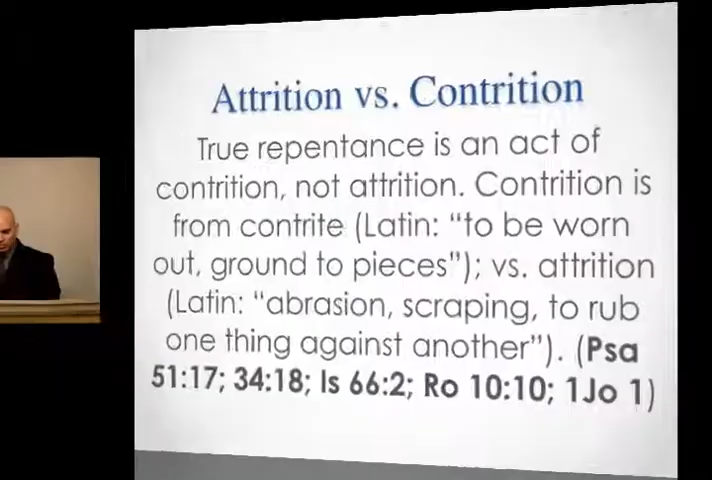 Attrition vs. Contrition
True repentance is an act of
contrition, not attrition. Contrition is
from contrite (Latin: “to be worn
out, ground to pieces”); vs. attrition
(Latin: “abrasion, scraping, to rub
one thing against another”). (Psa
51:17; 34:18; Is 66:2; Ro 10:10; 1Jo 1)